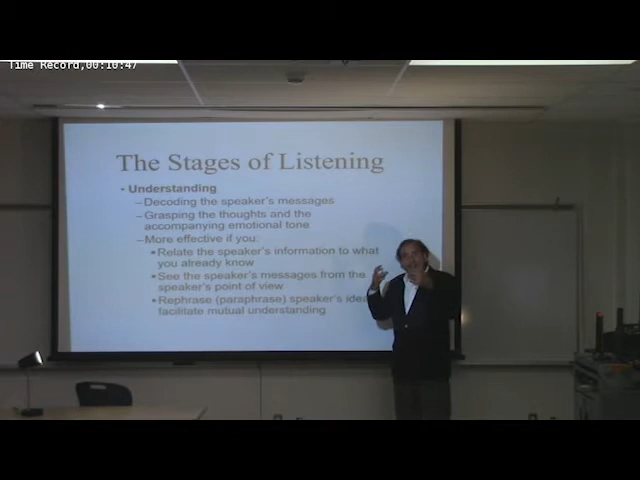 Time Record,00:10:47
The Stages of Listening
• Understanding
–Decoding the speaker's messages
–Grasping the thoughts and the
accompanying emotional tone
–More effective if you:
• Relate the speaker's information to what
you already know
• See the speaker's messages from the
speaker's point of view
• Rephrase (paraphrase) speaker's
facilitate mutual understanding